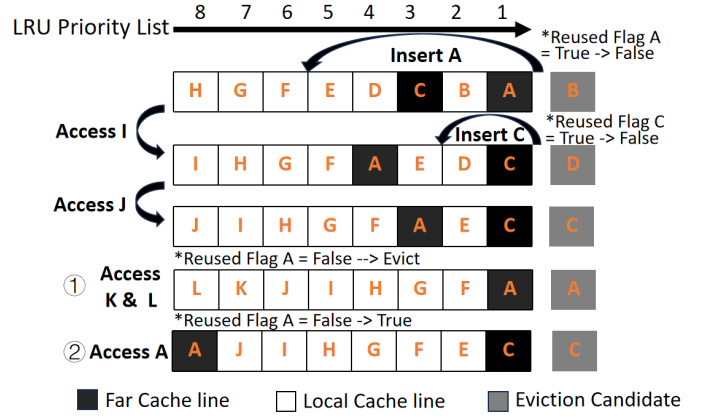 8 7 6 5 4 3 2 1
LRU Priority List
*Reused Flag A
= True -> False
Insert A
H G F E D C B A B
*Reused Flag C
= True -> False
Access I
Insert C
I H G F A E D C D
Access J
J I H G F A E C C
*Reused Flag A = False --> Evict
① Access
K & L
L K J I H G F A A
*Reused Flag A = False -> True
② Access A
A J I H G F E C C
Far Cache line
Local Cache line
Eviction Candidate